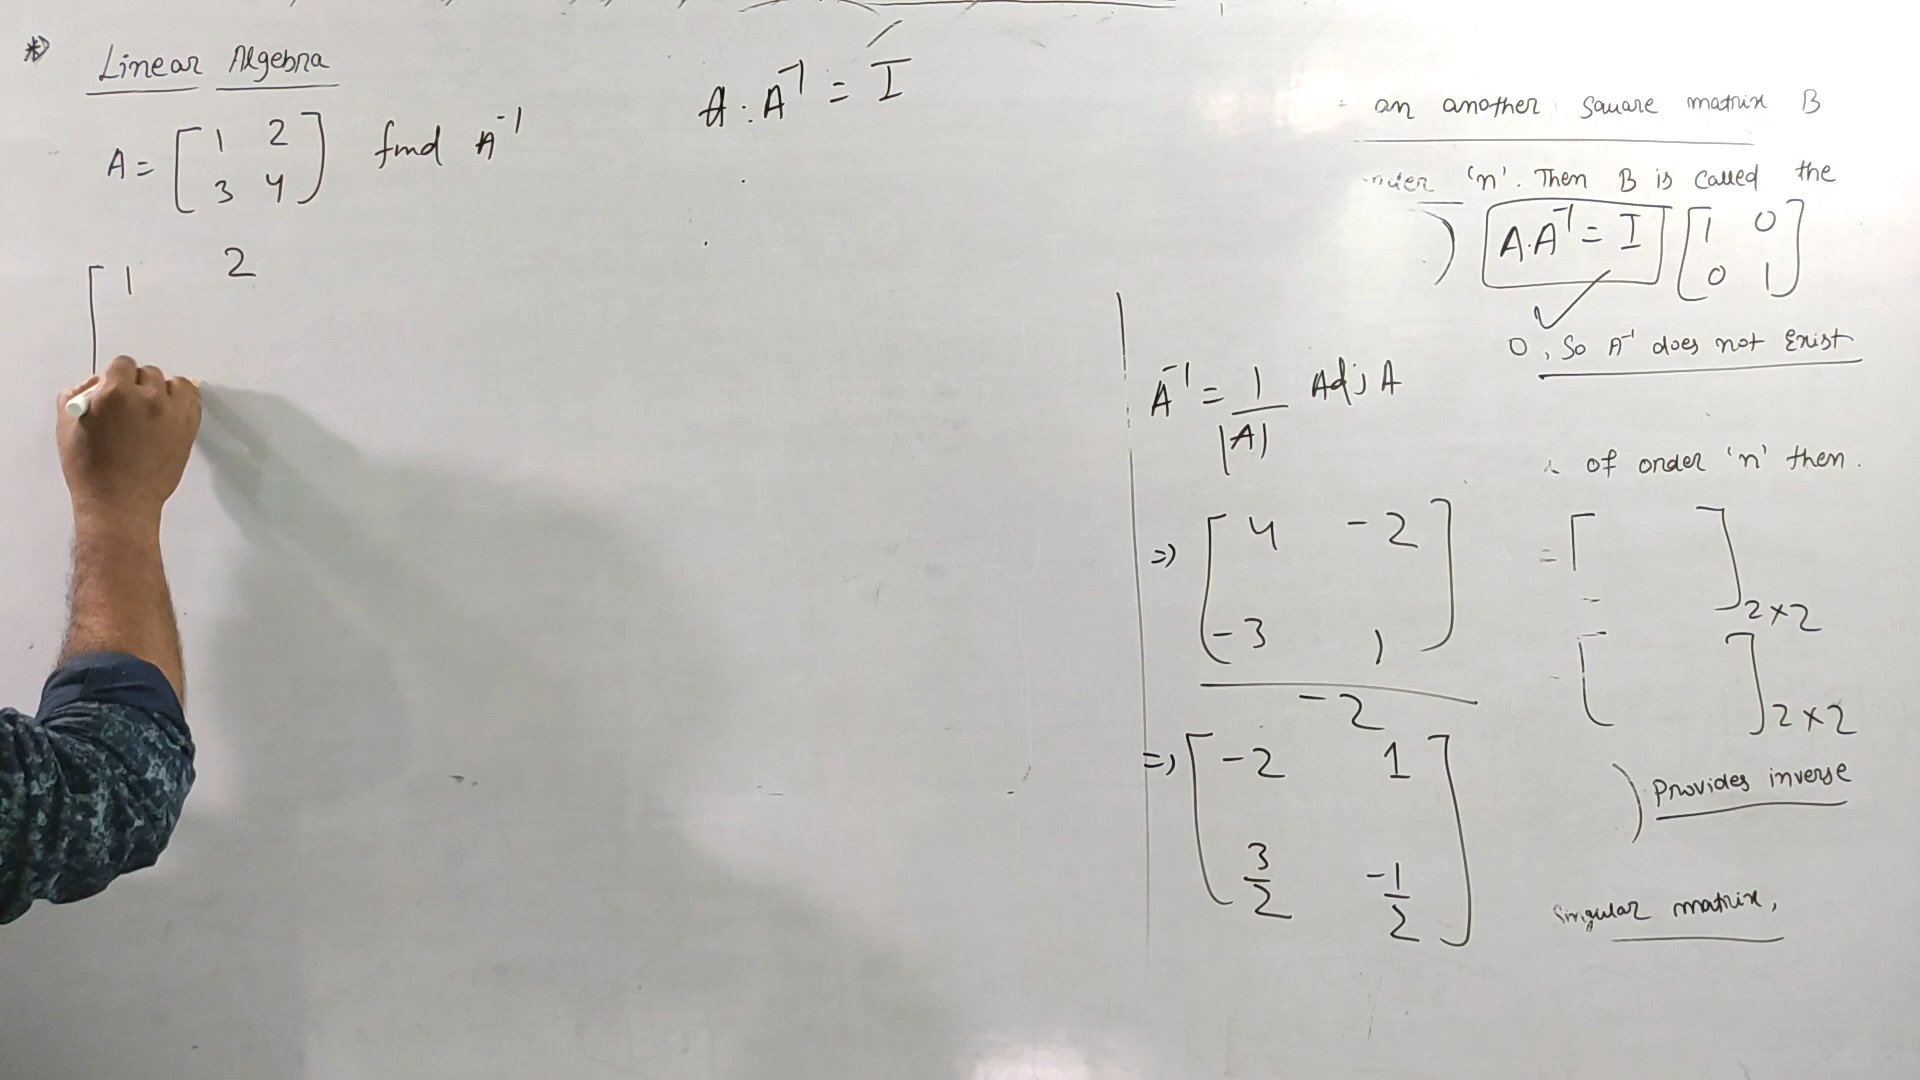 Linear Algebra
A = [ 1 2
3 4 ] find A⁻¹
[ 1 2
A . A⁻¹ = I
an another square matrix B
'n'. Then B is called the
) A.A⁻¹ = I [ 1 0
0 1 ]
0, So A⁻¹ does not Exist
A⁻¹ = 1/|A| Adj A
=> [ 4 -2
-3 1 ]
-2
=> [ -2 1
3/2 -1/2 ]
of order 'n' then.
= [ ] 2×2
[ ] 2×2
) Provides inverse
Singular matrix,